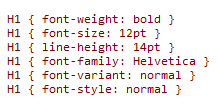 H1 { font-weight: bold }
H1 { font-size: 12pt }
H1 { line-height: 14pt }
H1 { font-family: Helvetica }
H1 { font-variant: normal }
H1 { font-style: normal }